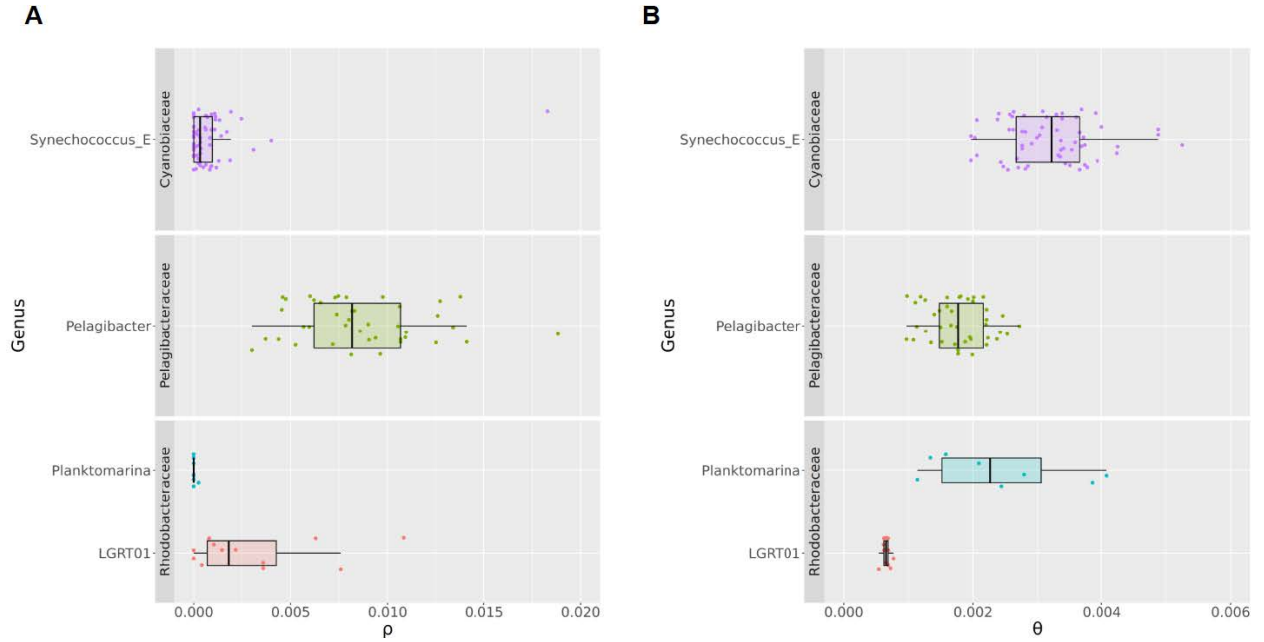 A
Genus
Synechococcus_E
Cyanobiaceae
Pelagibacter
Pelagibacteraceae
Planktomarina
LGRT01
Rhodobacteraceae
0.000 0.005 0.010 0.015 0.020
ρ
B
Genus
Synechococcus_E
Cyanobiaceae
Pelagibacter
Pelagibacteraceae
Planktomarina
LGRT01
Rhodobacteraceae
0.000 0.002 0.004 0.006
θ